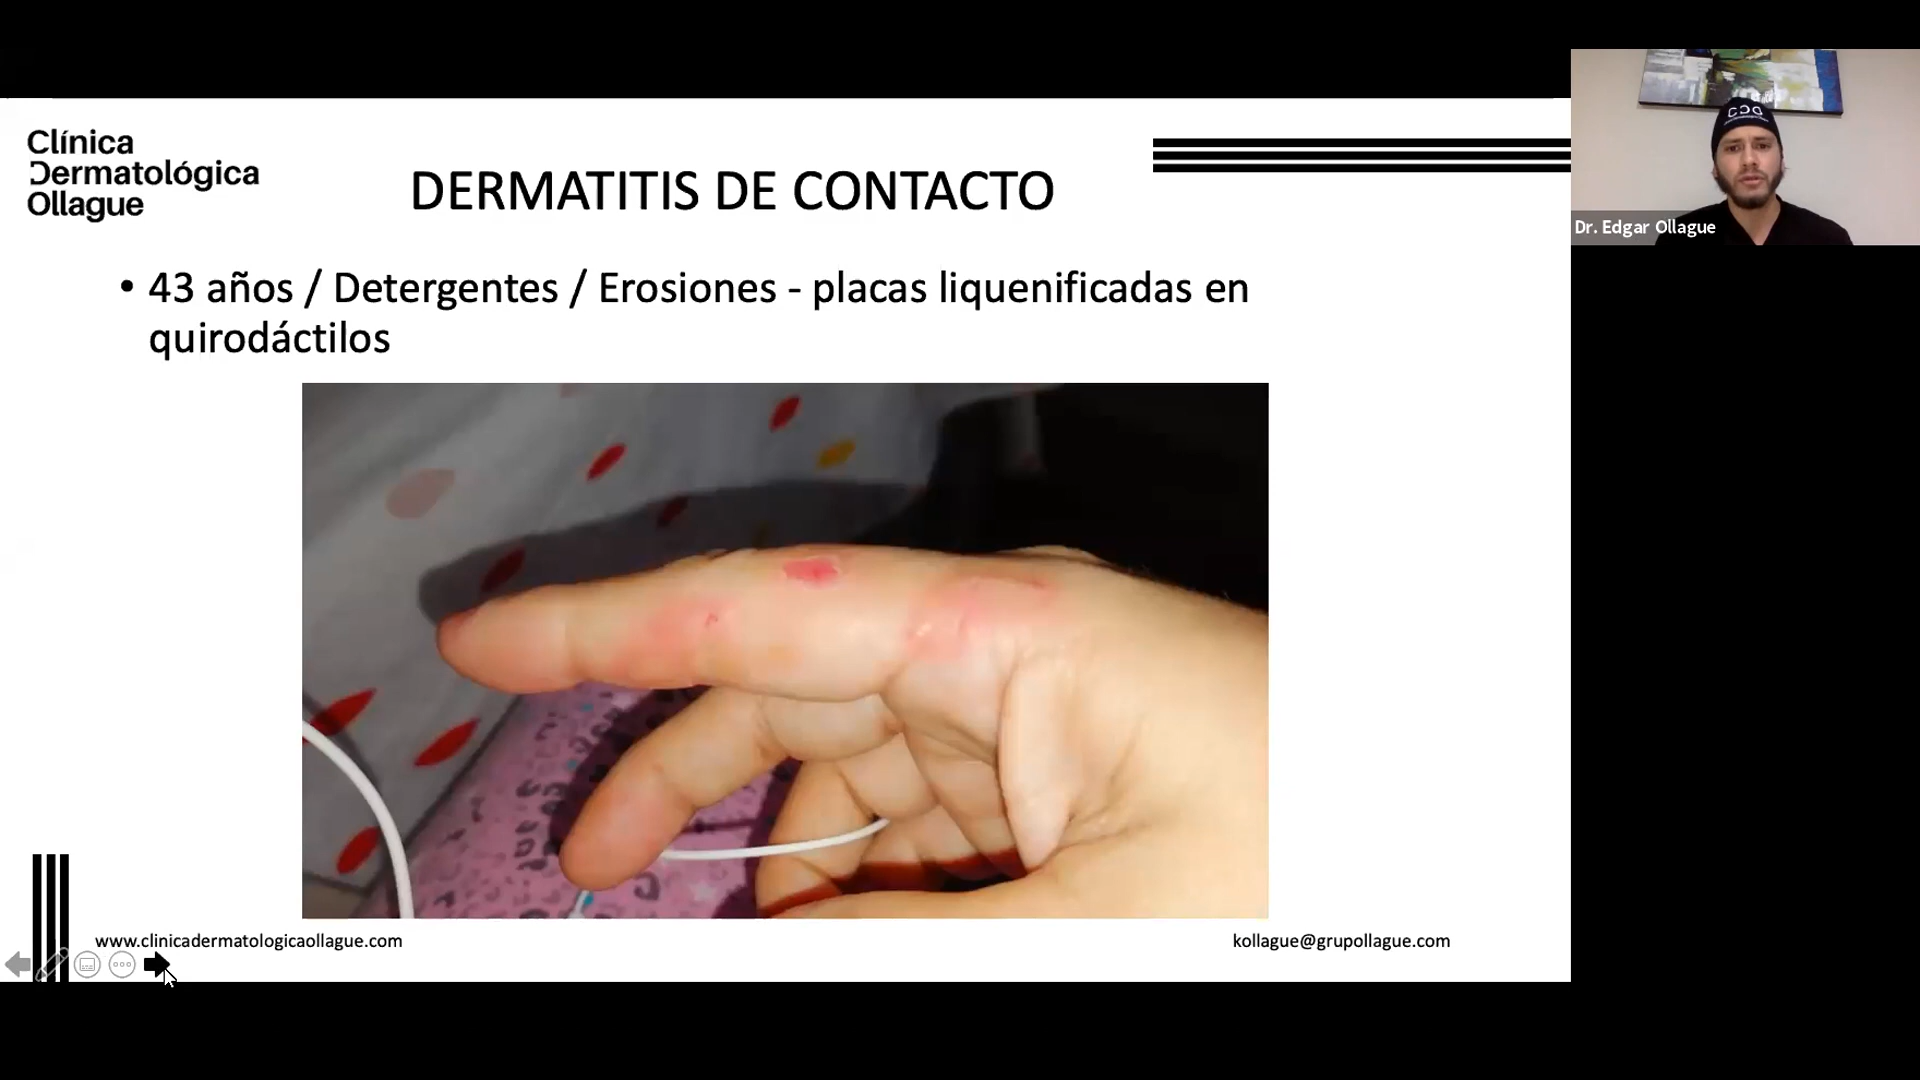 Clínica
Dermatológica
Ollague
DERMATITIS DE CONTACTO
• 43 años / Detergentes / Erosiones - placas liquenificadas en
quirodáctilos
www.clinicadermatologicaollague.com
kollague@grupollague.com
CDO
Dr. Edgar Ollague